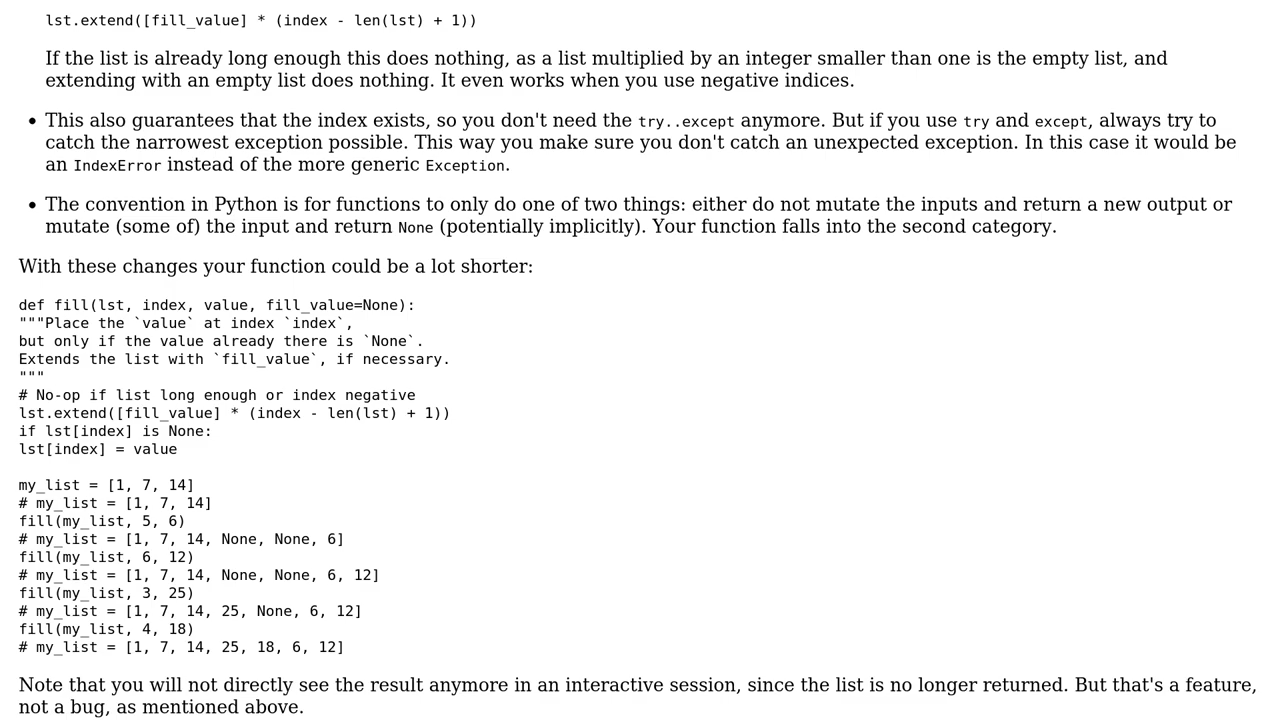 lst.extend([fill_value] * (index - len(lst) + 1))
If the list is already long enough this does nothing, as a list multiplied by an integer smaller than one is the empty list, and
extending with an empty list does nothing. It even works when you use negative indices.
• This also guarantees that the index exists, so you don't need the try..except anymore. But if you use try and except, always try to
catch the narrowest exception possible. This way you make sure you don't catch an unexpected exception. In this case it would be
an IndexError instead of the more generic Exception.
• The convention in Python is for functions to only do one of two things: either do not mutate the inputs and return a new output or
mutate (some of) the input and return None (potentially implicitly). Your function falls into the second category.
With these changes your function could be a lot shorter:
def fill(lst, index, value, fill_value=None):
"""Place the `value` at index `index`,
but only if the value already there is `None`.
Extends the list with `fill_value`, if necessary.
"""
# No-op if list long enough or index negative
lst.extend([fill_value] * (index - len(lst) + 1))
if lst[index] is None:
lst[index] = value
my_list = [1, 7, 14]
# my_list = [1, 7, 14]
fill(my_list, 5, 6)
# my_list = [1, 7, 14, None, None, 6]
fill(my_list, 6, 12)
# my_list = [1, 7, 14, None, None, 6, 12]
fill(my_list, 3, 25)
# my_list = [1, 7, 14, 25, None, 6, 12]
fill(my_list, 4, 18)
# my_list = [1, 7, 14, 25, 18, 6, 12]
Note that you will not directly see the result anymore in an interactive session, since the list is no longer returned. But that's a feature,
not a bug, as mentioned above.